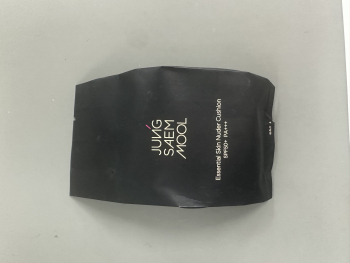 JUNG
SAEM
MOOL
Essential Skin Nuder Cushion
SPF50+ PA+++